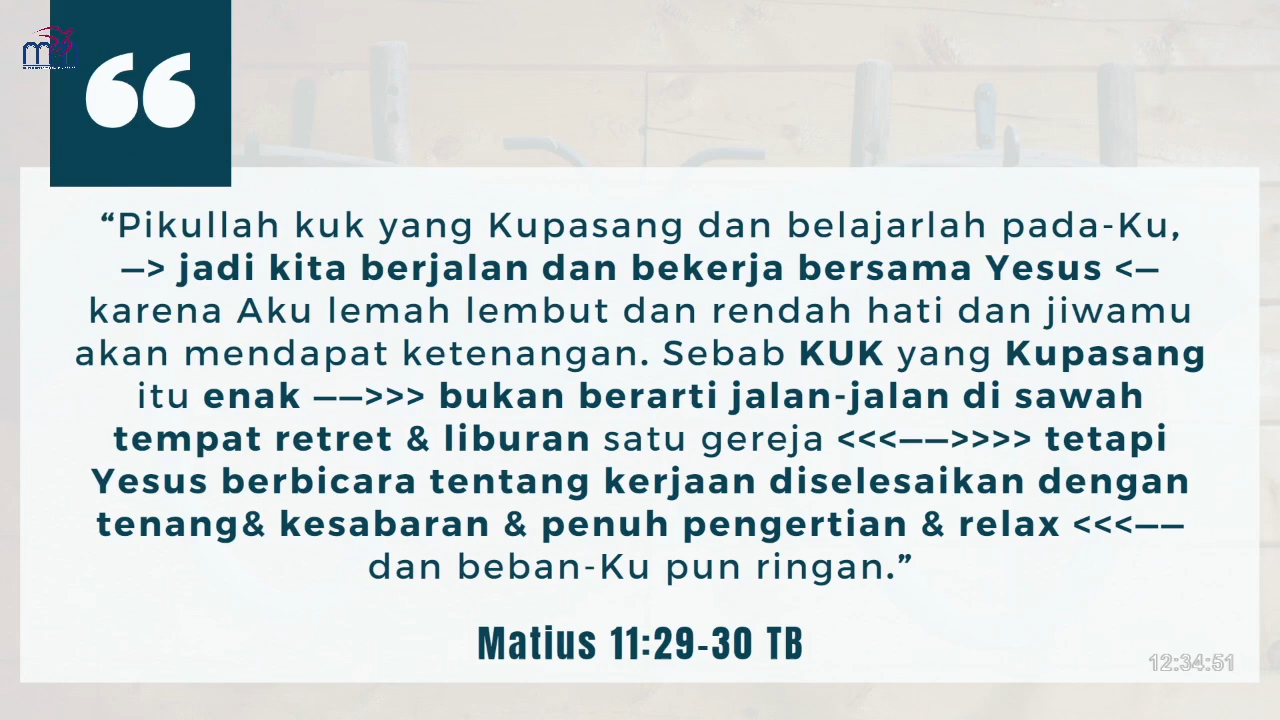 “Pikullah kuk yang Kupasang dan belajarlah pada-Ku,
—> jadi kita berjalan dan bekerja bersama Yesus <—
karena Aku lemah lembut dan rendah hati dan jiwamu
akan mendapat ketenangan. Sebab KUK yang Kupasang
itu enak ——>>> bukan berarti jalan-jalan di sawah
tempat retret & liburan satu gereja <<<——>>>> tetapi
Yesus berbicara tentang kerjaan diselesaikan dengan
tenang& kesabaran & penuh pengertian & relax <<<——
dan beban-Ku pun ringan.”
Matius 11:29-30 TB
12:34:51